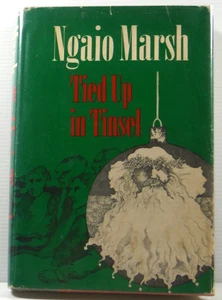 Ngaio Marsh
Tied Up
in Tinsel